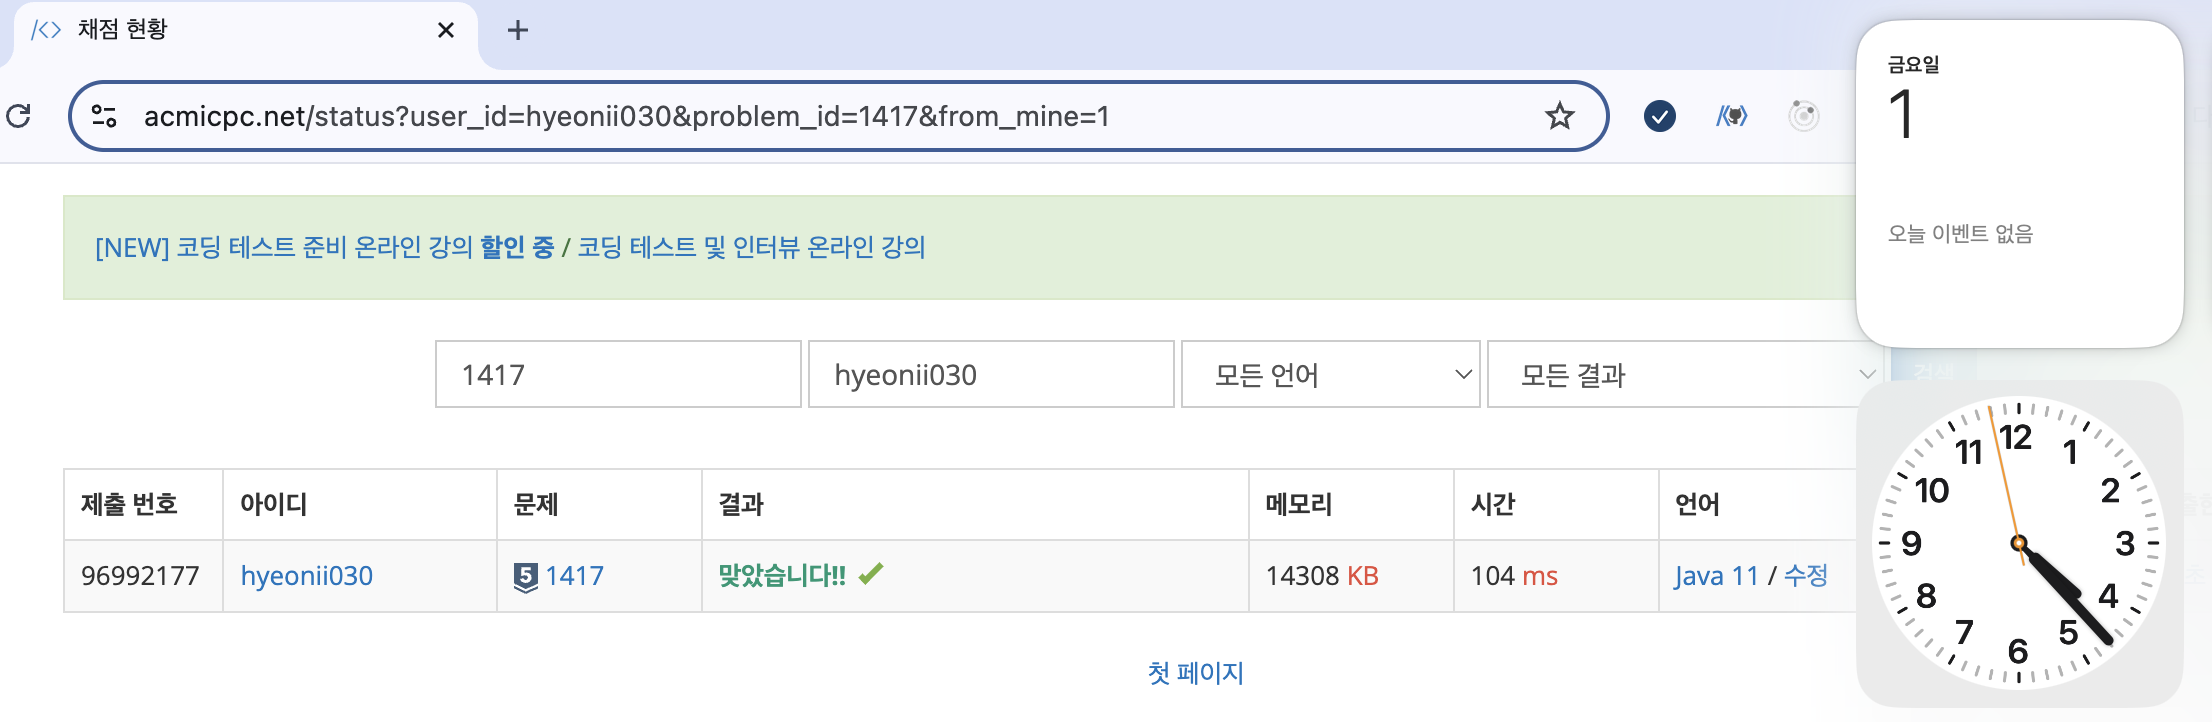 채점 현황
acmicpc.net/status?user_id=hyeonii030&problem_id=1417&from_mine=1
금요일
1
오늘 이벤트 없음
[NEW] 코딩 테스트 준비 온라인 강의 할인 중 / 코딩 테스트 및 인터뷰 온라인 강의
1417 hyeonii030 모든 언어 모든 결과 검색
제출 번호 아이디 문제 결과 메모리 시간 언어
96992177 hyeonii030 5 1417 맞았습니다!! 14308 KB 104 ms Java 11 / 수정
첫 페이지
12
1
2
3
4
5
6
7
8
9
10
11